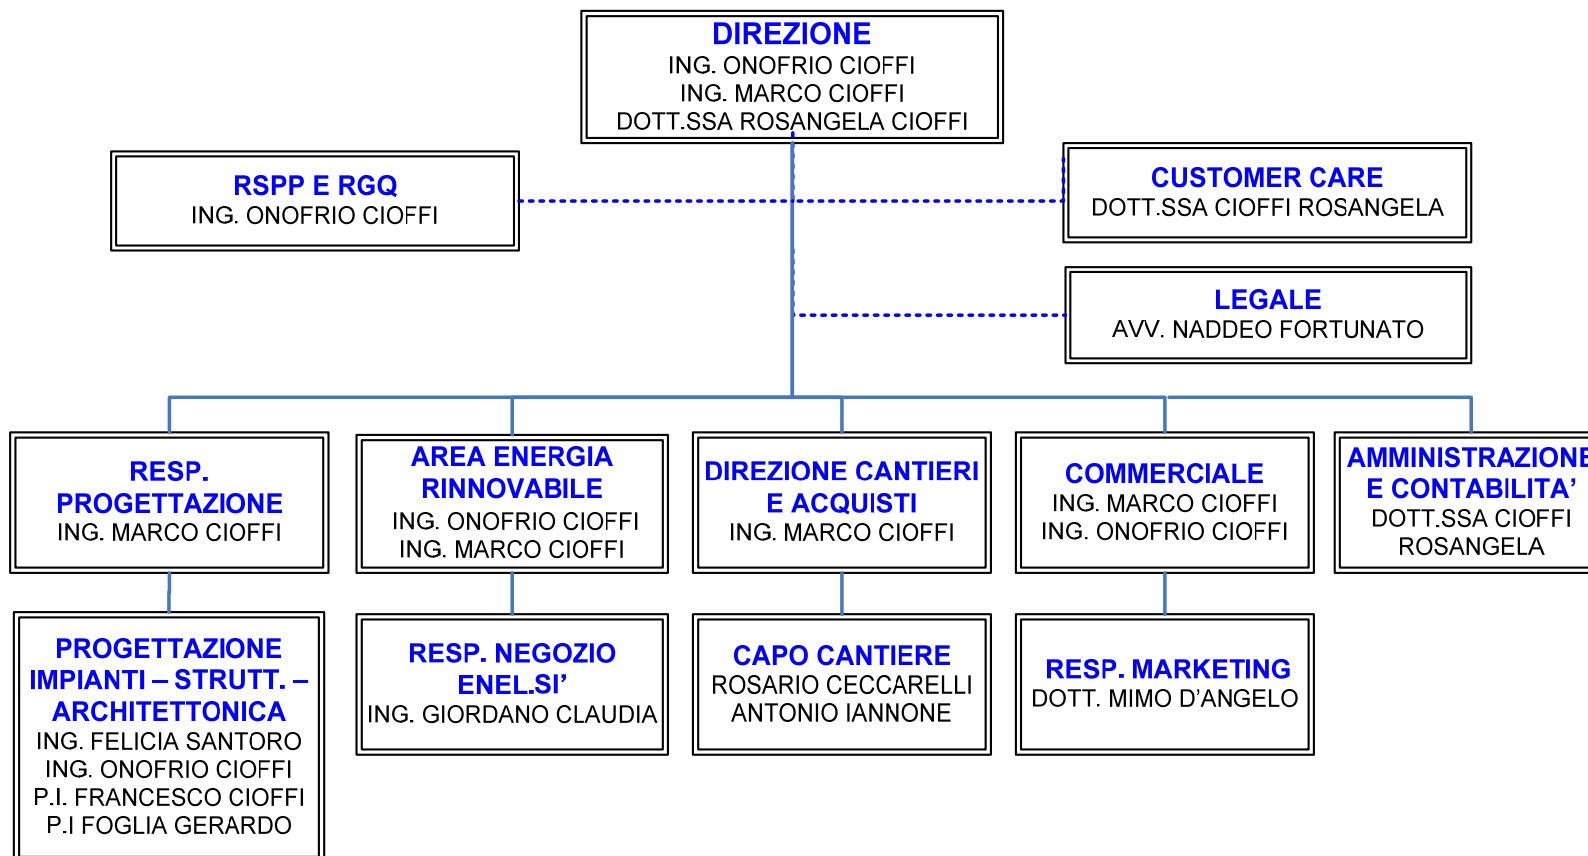 DIREZIONE
ING. ONOFRIO CIOFFI
ING. MARCO CIOFFI
DOTT.SSA ROSANGELA CIOFFI
RSPP E RGQ
ING. ONOFRIO CIOFFI
CUSTOMER CARE
DOTT.SSA CIOFFI ROSANGELA
LEGALE
AVV. NADDEO FORTUNATO
RESP.
PROGETTAZIONE
ING. MARCO CIOFFI
AREA ENERGIA
RINNOVABILE
ING. ONOFRIO CIOFFI
ING. MARCO CIOFFI
DIREZIONE CANTIERI
E ACQUISTI
ING. MARCO CIOFFI
COMMERCIALE
ING. MARCO CIOFFI
ING. ONOFRIO CIOFFI
AMMINISTRAZIONE
E CONTABILITA’
DOTT.SSA CIOFFI
ROSANGELA
PROGETTAZIONE
IMPIANTI – STRUTT. –
ARCHITETTONICA
ING. FELICIA SANTORO
ING. ONOFRIO CIOFFI
P.I. FRANCESCO CIOFFI
P.I FOGLIA GERARDO
RESP. NEGOZIO
ENEL.SI’
ING. GIORDANO CLAUDIA
CAPO CANTIERE
ROSARIO CECCARELLI
ANTONIO IANNONE
RESP. MARKETING
DOTT. MIMO D’ANGELO